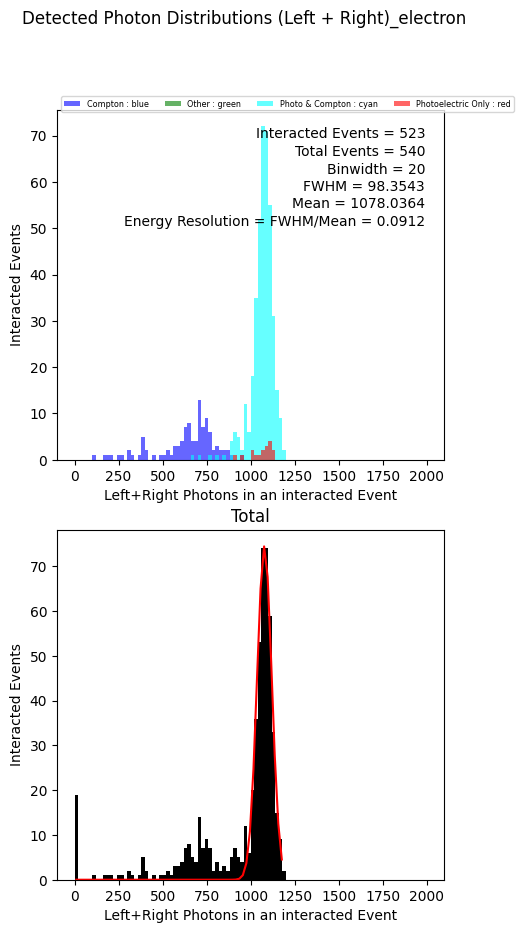 Detected Photon Distributions (Left + Right)_electron
Compton : blue Other : green Photo & Compton : cyan Photoelectric Only : red
Interacted Events = 523
Total Events = 540
Binwidth = 20
FWHM = 98.3543
Mean = 1078.0364
Energy Resolution = FWHM/Mean = 0.0912
Interacted Events
70
60
50
40
30
20
10
0
0 250 500 750 1000 1250 1500 1750 2000
Left+Right Photons in an interacted Event
Total
Interacted Events
70
60
50
40
30
20
10
0
0 250 500 750 1000 1250 1500 1750 2000
Left+Right Photons in an interacted Event